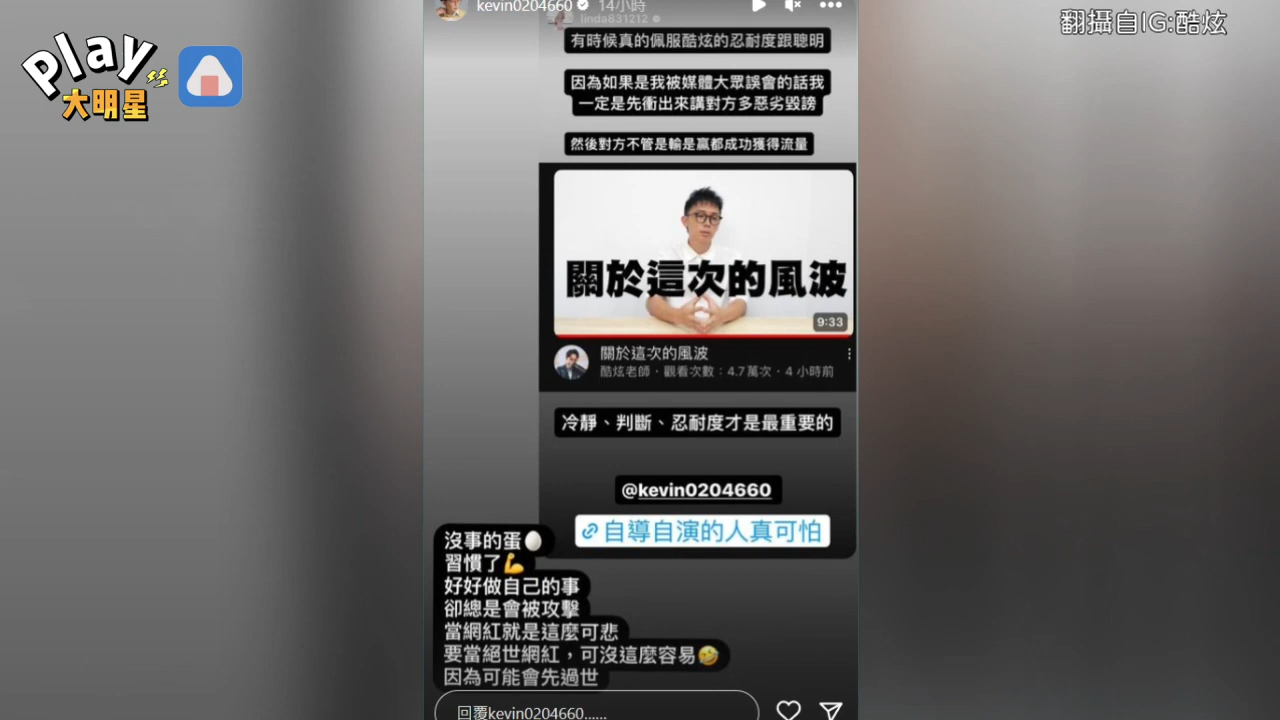 Play
大明星
翻攝自IG:酷炫
kevin0204660 14小時
linda831212
有時候真的佩服酷炫的忍耐度跟聰明
因為如果是我被媒體大眾誤會的話我
一定是先衝出來講對方多惡劣毀謗
然後對方不管是輸是贏都成功獲得流量
關於這次的風波
9:33
關於這次的風波
酷炫老師·觀看次數：4.7萬次·4 小時前
冷靜、判斷、忍耐度才是最重要的
@kevin0204660
自導自演的人真可怕
沒事的蛋🥚
習慣了💪
好好做自己的事
卻總是會被攻擊
當網紅就是這麼可悲
要當絕世網紅，可沒這麼容易🤣
因為可能會先過世
回覆kevin0204660......